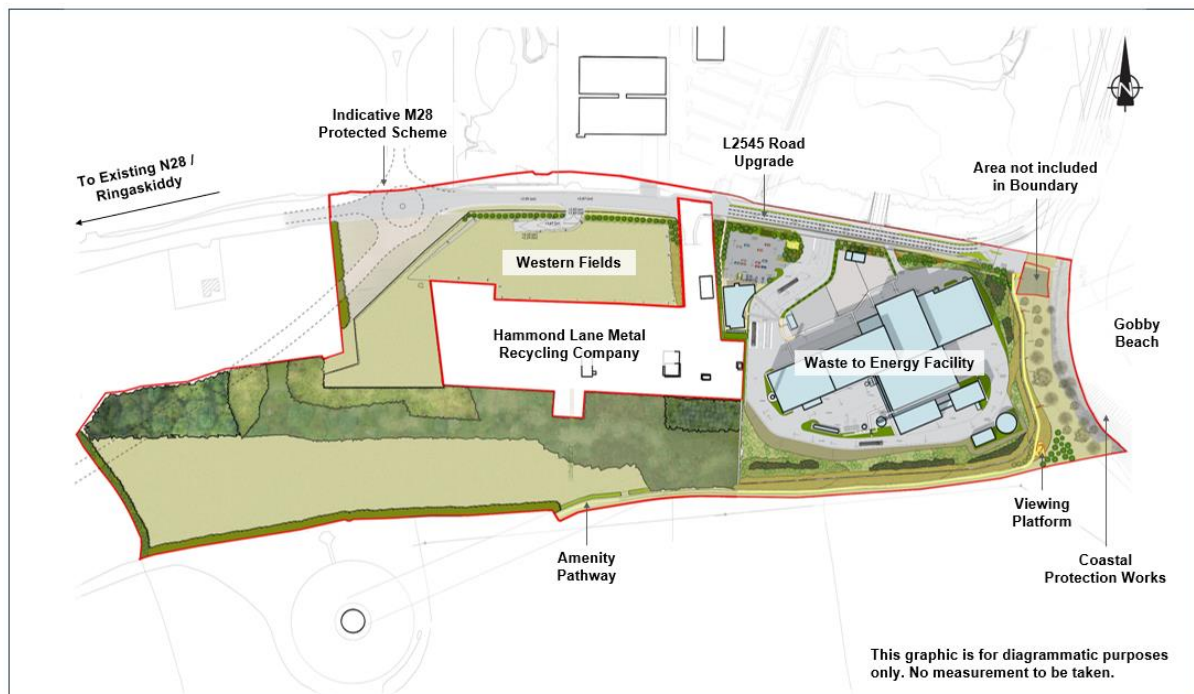 Indicative M28
Protected Scheme
To Existing N28 /
Ringaskiddy
L2545 Road
Upgrade
Area not included
in Boundary
N
Western Fields
Hammond Lane Metal
Recycling Company
Waste to Energy Facility
Gobby
Beach
Viewing
Platform
Amenity
Pathway
Coastal
Protection Works
This graphic is for diagrammatic purposes
only. No measurement to be taken.